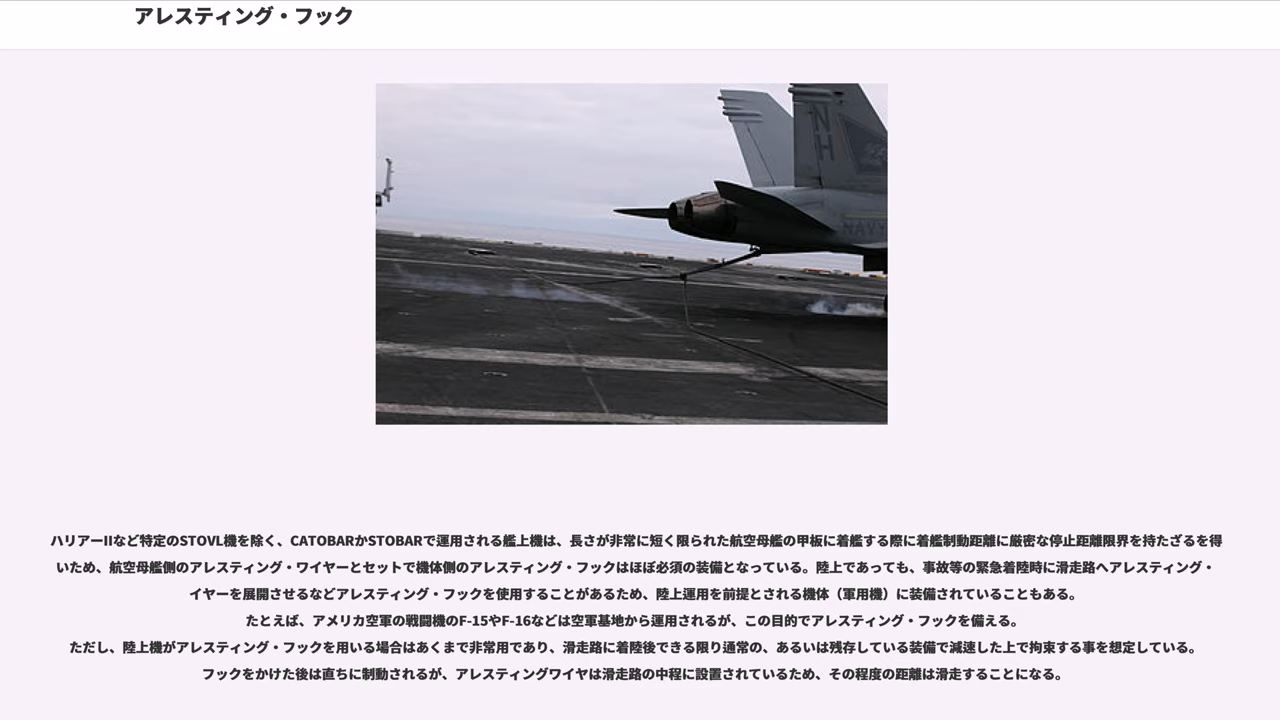 アレスティング・フック
NH
NAVY
ハリアーIIなど特定のSTOVL機を除く、CATOBARかSTOBARで運用される艦上機は、長さが非常に短く限られた航空母艦の甲板に着艦する際に着艦制動距離に厳密な停止距離限界を持たざるを得
いため、航空母艦側のアレスティング・ワイヤーとセットで機体側のアレスティング・フックはほぼ必須の装備となっている。陸上であっても、事故等の緊急着陸時に滑走路へアレスティング・
イヤーを展開させるなどアレスティング・フックを使用することがあるため、陸上運用を前提とされる機体（軍用機）に装備されていることもある。
たとえば、アメリカ空軍の戦闘機のF-15やF-16などは空軍基地から運用されるが、この目的でアレスティング・フックを備える。
ただし、陸上機がアレスティング・フックを用いる場合はあくまで非常用であり、滑走路に着陸後できる限り通常の、あるいは残存している装備で減速した上で拘束する事を想定している。
フックをかけた後は直ちに制動されるが、アレスティングワイヤは滑走路の中程に設置されているため、その程度の距離は滑走することになる。